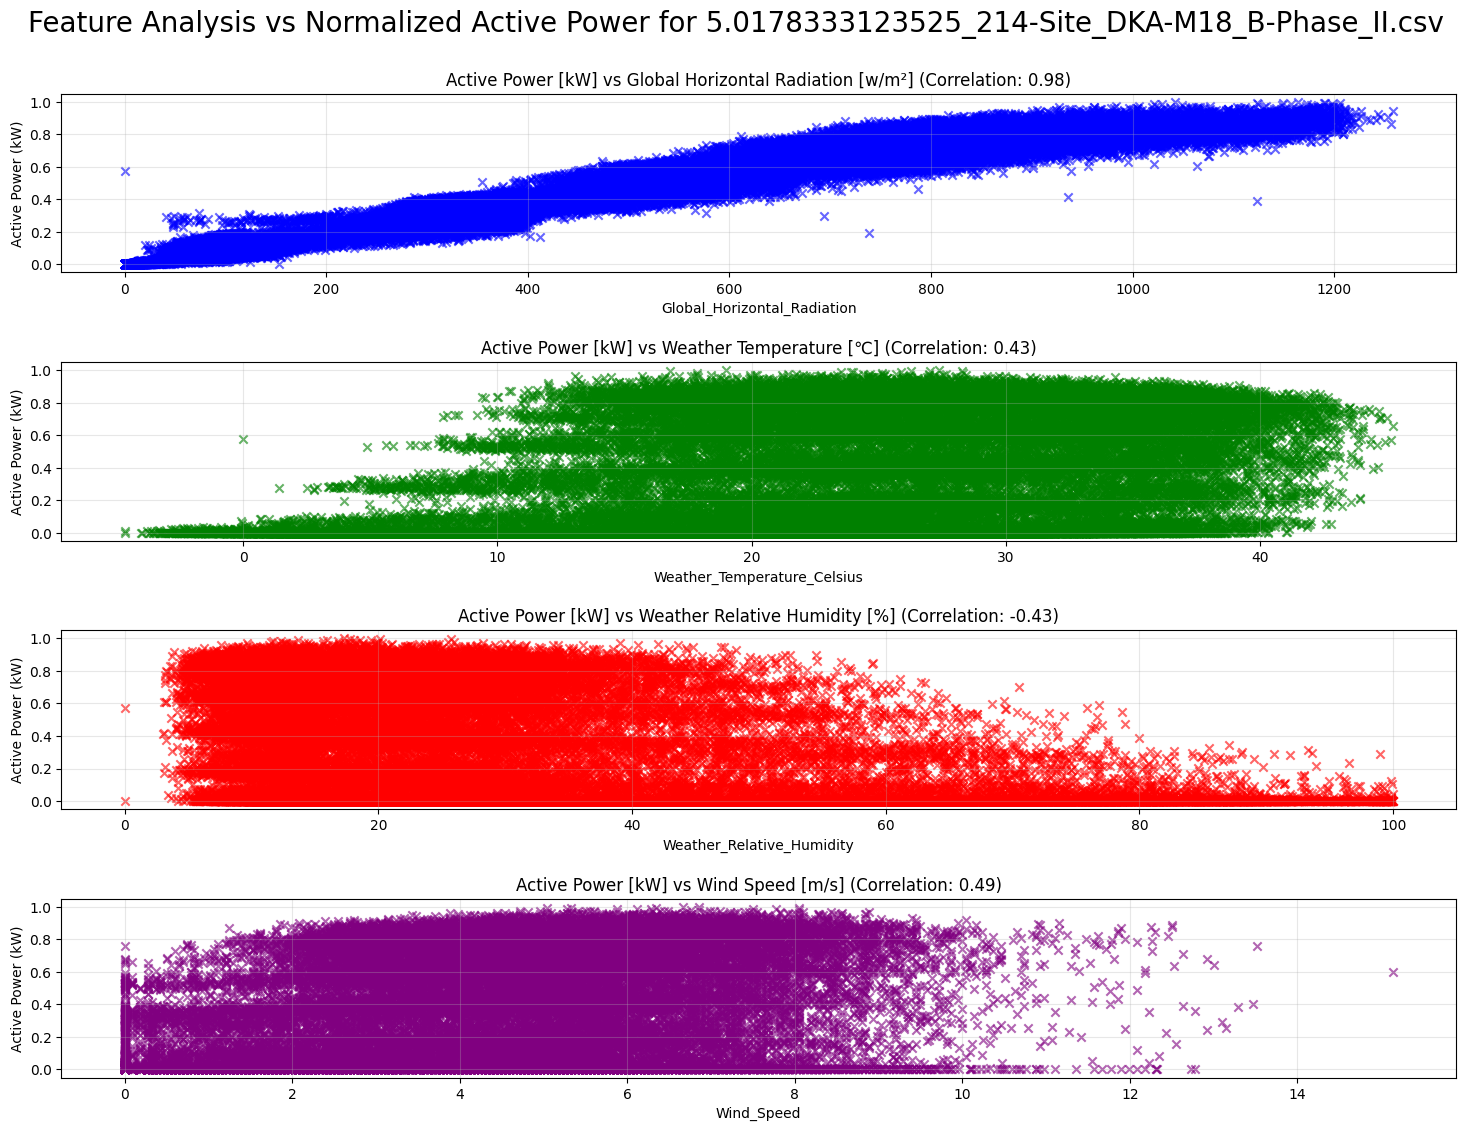 Feature Analysis vs Normalized Active Power for 5.0178333123525_214-Site_DKA-M18_B-Phase_II.csv
Active Power [kW] vs Global Horizontal Radiation [w/m²] (Correlation: 0.98)
Active Power (kW)
1.0
0.8
0.6
0.4
0.2
0.0
0 200 400 600 800 1000 1200
Global_Horizontal_Radiation
Active Power [kW] vs Weather Temperature [℃] (Correlation: 0.43)
Active Power (kW)
1.0
0.8
0.6
0.4
0.2
0.0
0 10 20 30 40
Weather_Temperature_Celsius
Active Power [kW] vs Weather Relative Humidity [%] (Correlation: -0.43)
Active Power (kW)
1.0
0.8
0.6
0.4
0.2
0.0
0 20 40 60 80 100
Weather_Relative_Humidity
Active Power [kW] vs Wind Speed [m/s] (Correlation: 0.49)
Active Power (kW)
1.0
0.8
0.6
0.4
0.2
0.0
0 2 4 6 8 10 12 14
Wind_Speed